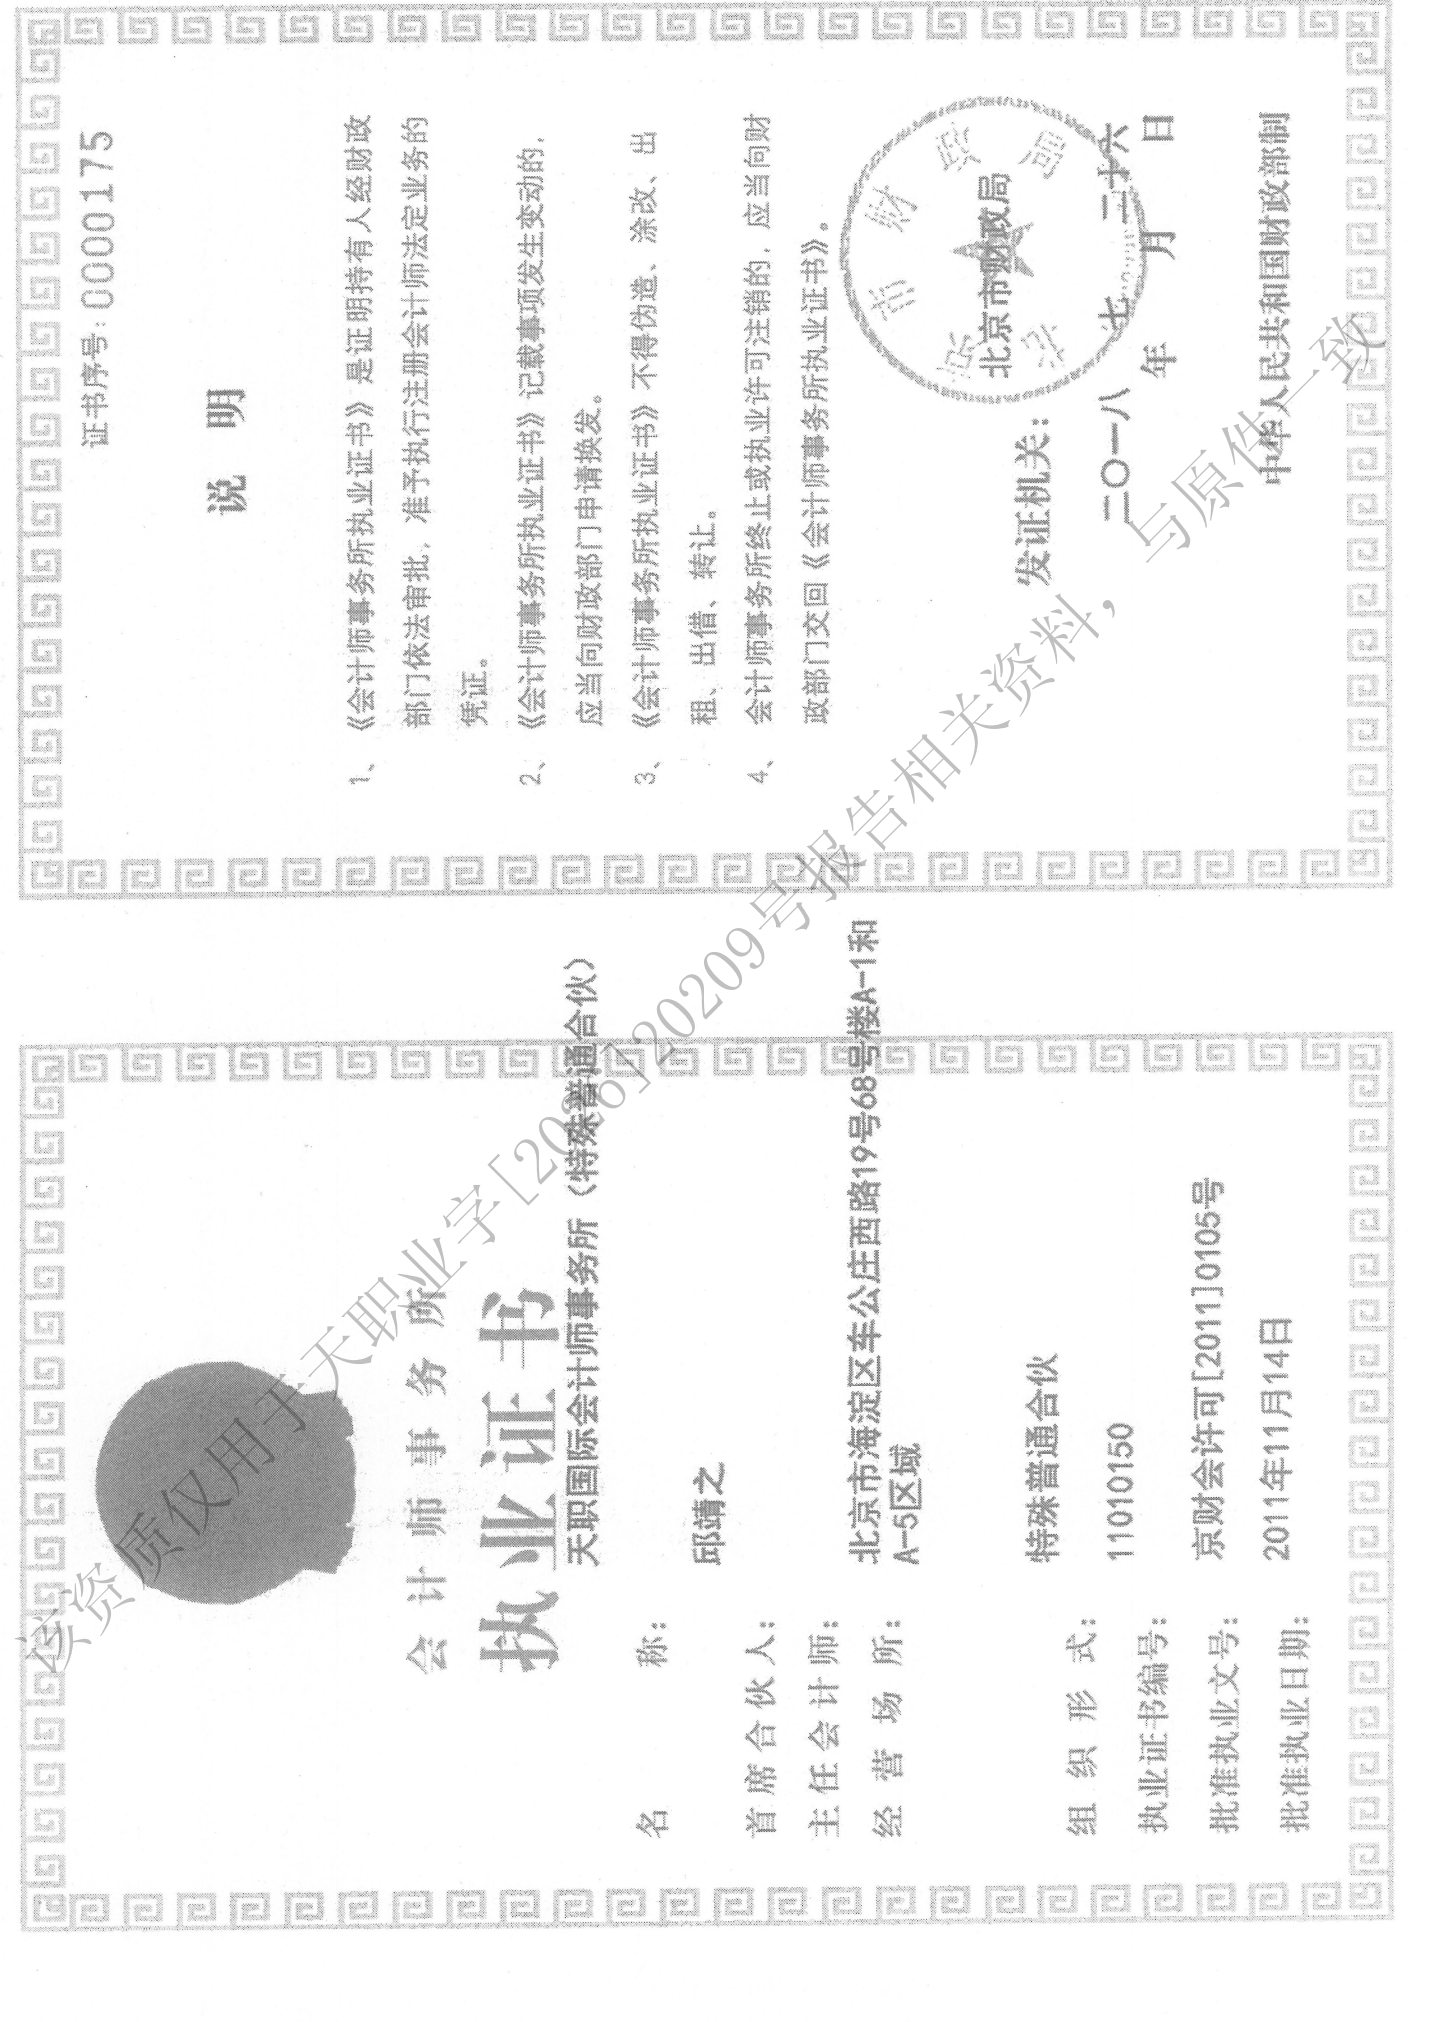 会计师事务所
执业证书
名 称：天职国际会计师事务所（特殊普通合伙）
首席合伙人：邱靖之
主任会计师：
经营场所：北京市海淀区车公庄西路19号68号楼A-1和
A-5区域
组织形式：特殊普通合伙
执业证书编号：11010150
批准执业文号：京财会许可[2011]0105号
批准执业日期：2011年11月14日
证书序号：0000175
说 明
1、《会计师事务所执业证书》是证明持有人经财政
部门依法审批，准予执行注册会计师法定业务的
凭证。
2、《会计师事务所执业证书》记载事项发生变动的，
应当向财政部门申请换发。
3、《会计师事务所执业证书》不得伪造、涂改、出
租、出借、转让。
4、会计师事务所终止或执业许可注销的，应当向财
政部门交回《会计师事务所执业证书》。
发证机关：北京市财政局
北京市财政局
二〇一八年 七月 二十六日
中华人民共和国财政部制
该资质仅用于天职业字[2026]20209号报告相关资料，与原件一致